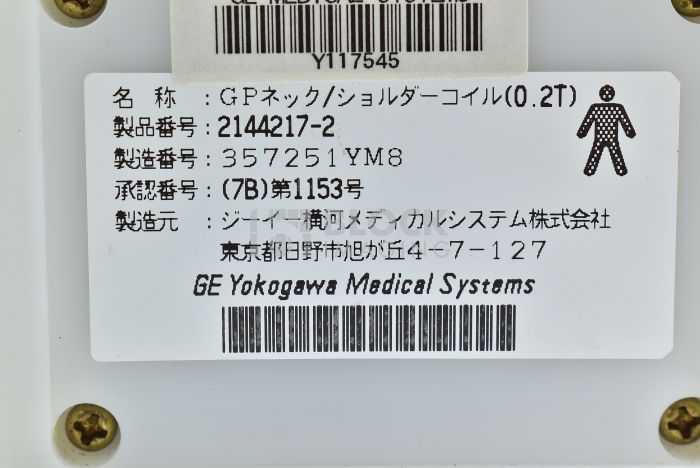 GE MEDICAL SYSTEMS
Y117545
名 称 : GPネック/ショルダーコイル(0.2T)
製品番号 : 2144217-2
製造番号 : 357251YM8
承認番号 : (7B)第1153号
製造元 : ジーイー横河メディカルシステム株式会社
東京都日野市旭が丘4-7-127
GE Yokogawa Medical Systems